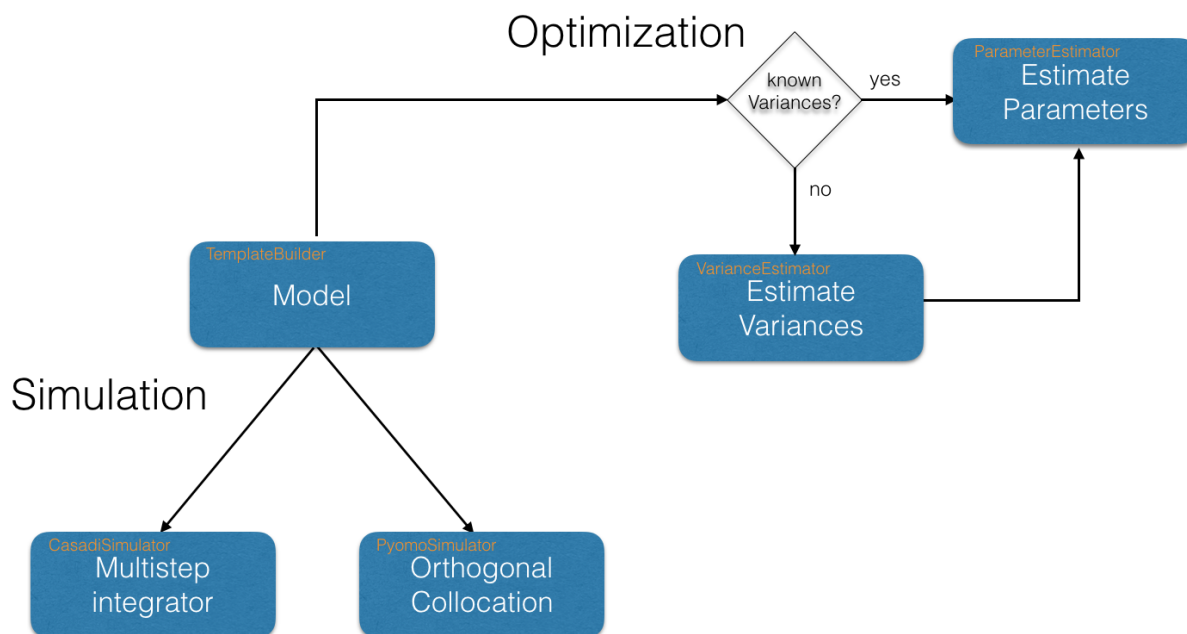 Optimization
known
Variances?
yes
no
ParameterEstimator
Estimate
Parameters
TemplateBuilder
Model
VarianceEstimator
Estimate
Variances
Simulation
CasadiSimulator
Multistep
integrator
PyomoSimulator
Orthogonal
Collocation